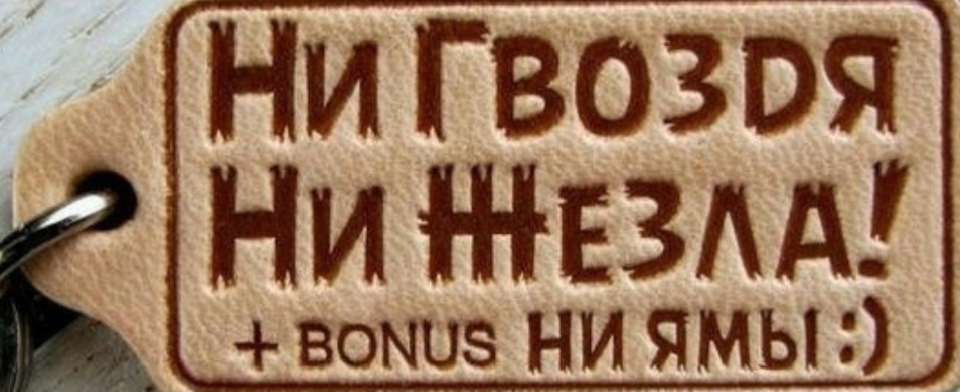 Ни Гвоздя
Ни Жезла!
+ BONUS НИ ЯМЫ :)